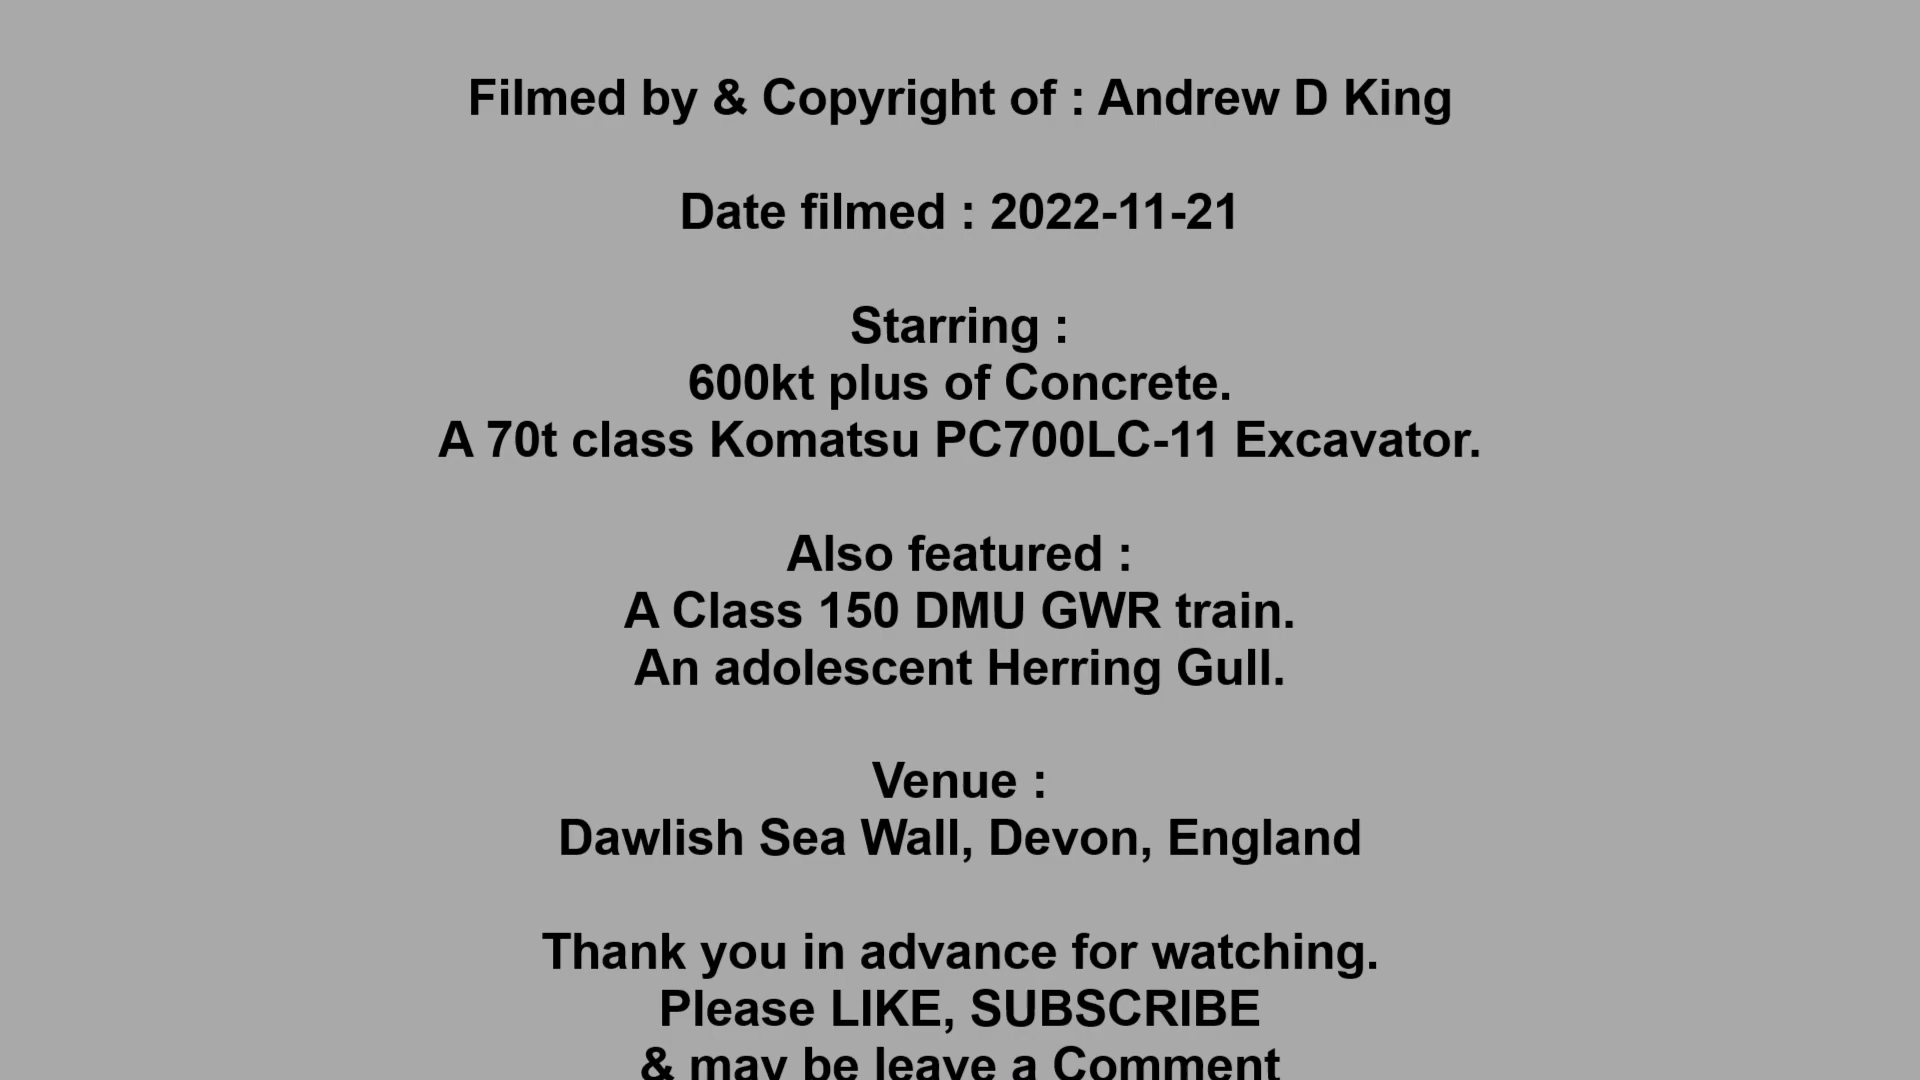 Filmed by & Copyright of : Andrew D King
Date filmed : 2022-11-21
Starring :
600kt plus of Concrete.
A 70t class Komatsu PC700LC-11 Excavator.
Also featured :
A Class 150 DMU GWR train.
An adolescent Herring Gull.
Venue :
Dawlish Sea Wall, Devon, England
Thank you in advance for watching.
Please LIKE, SUBSCRIBE
& may be leave a Comment